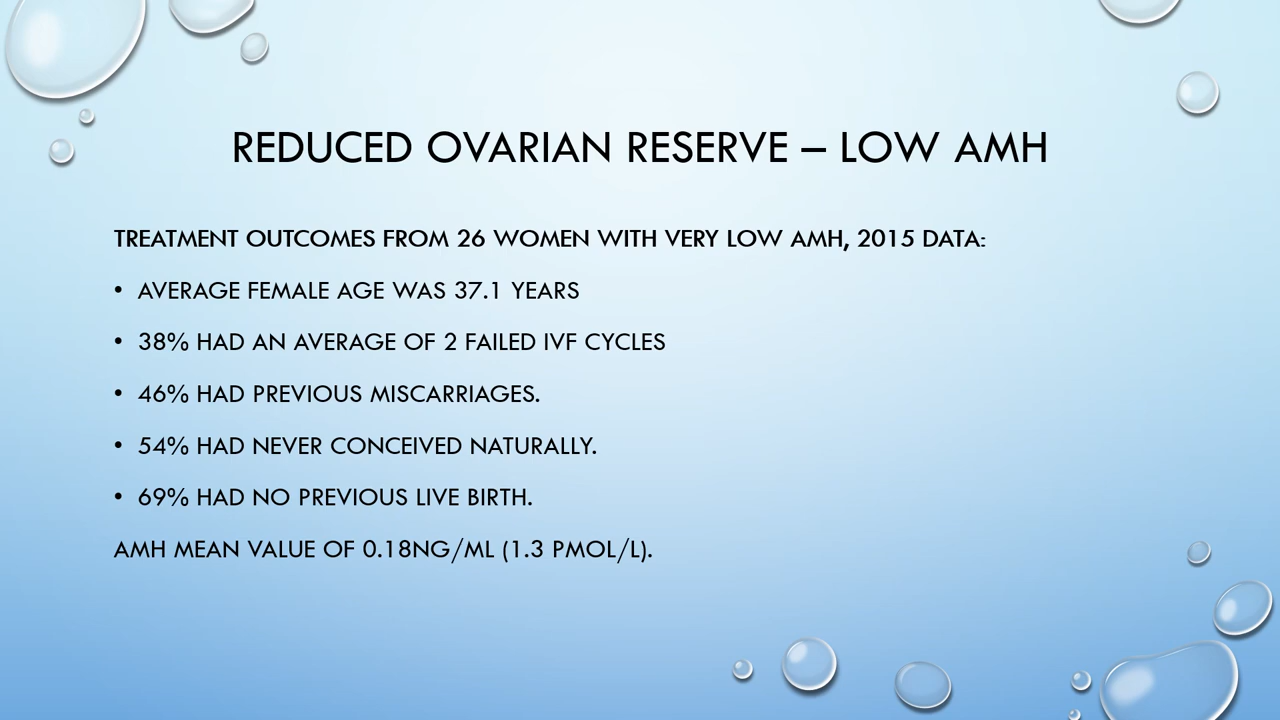 REDUCED OVARIAN RESERVE – LOW AMH
TREATMENT OUTCOMES FROM 26 WOMEN WITH VERY LOW AMH, 2015 DATA:
• AVERAGE FEMALE AGE WAS 37.1 YEARS
• 38% HAD AN AVERAGE OF 2 FAILED IVF CYCLES
• 46% HAD PREVIOUS MISCARRIAGES.
• 54% HAD NEVER CONCEIVED NATURALLY.
• 69% HAD NO PREVIOUS LIVE BIRTH.
AMH MEAN VALUE OF 0.18NG/ML (1.3 PMOL/L).